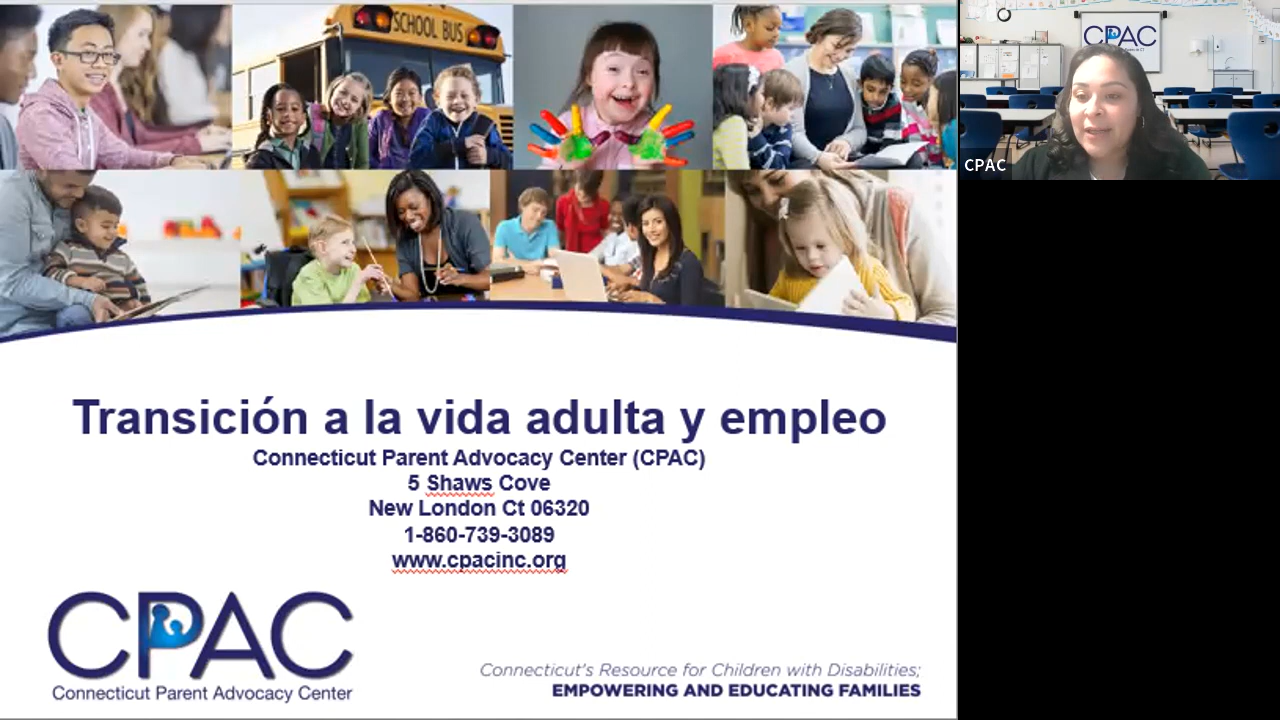 SCHOOL BUS
CPAC
CPAC
Transición a la vida adulta y empleo
Connecticut Parent Advocacy Center (CPAC)
5 Shaws Cove
New London Ct 06320
1-860-739-3089
www.cpacinc.org
CPAC
Connecticut Parent Advocacy Center
Connecticut's Resource for Children with Disabilities;
EMPOWERING AND EDUCATING FAMILIES